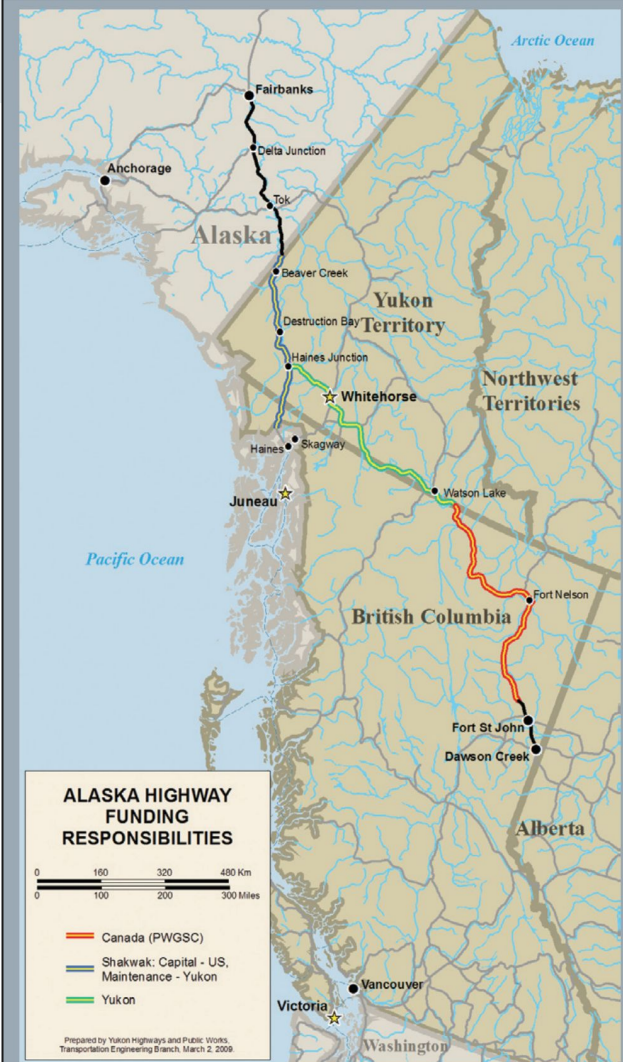 Arctic Ocean
Fairbanks
Delta Junction
Anchorage
Tok
Alaska
Beaver Creek
Yukon
Territory
Destruction Bay
Haines Junction
Northwest
Territories
Whitehorse
Skagway
Haines
Watson Lake
Juneau
Pacific Ocean
Fort Nelson
British Columbia
Fort St John
Dawson Creek
Alberta
ALASKA HIGHWAY
FUNDING
RESPONSIBILITIES
0 160 320 480 Km
0 100 200 300 Miles
Canada (PWGSC)
Shakwak: Capital - US,
Maintenance - Yukon
Yukon
Prepared by Yukon Highways and Public Works,
Transportation Engineering Branch, March 2, 2009.
Vancouver
Victoria
Washington